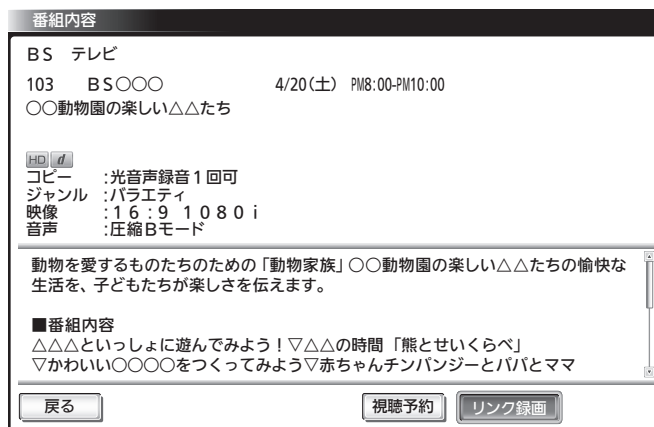 番組内容
BS テレビ
103 BS○○○ 4/20(土) PM8:00-PM10:00
○○動物園の楽しい△△たち
HD d
コピー :光音声録音1回可
ジャンル :バラエティ
映像 :16:9 1080i
音声 :圧縮Bモード
動物を愛するものたちのための「動物家族」○○動物園の楽しい△△たちの愉快な
生活を、子どもたちが楽しさを伝えます。
■番組内容
△△△といっしょに遊んでみよう!▽△△の時間「熊とせいくらべ」
▽かわいい○○○○をつくってみよう▽赤ちゃんチンパンジーとパパとママ
戻る 視聴予約 リンク録画